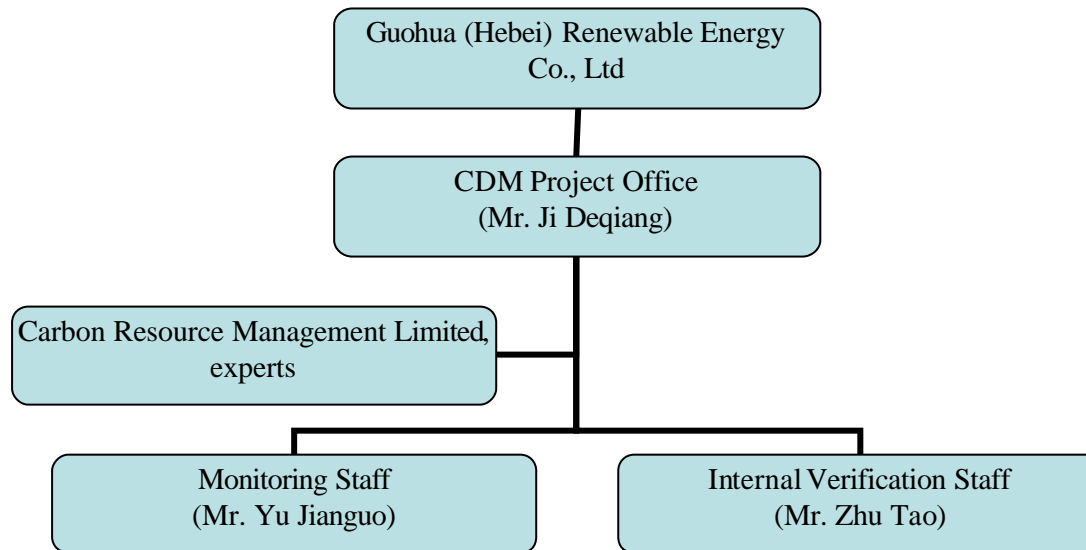 Guohua (Hebei) Renewable Energy
Co., Ltd
CDM Project Office
(Mr. Ji Deqiang)
Carbon Resource Management Limited,
experts
Monitoring Staff
(Mr. Yu Jianguo)
Internal Verification Staff
(Mr. Zhu Tao)